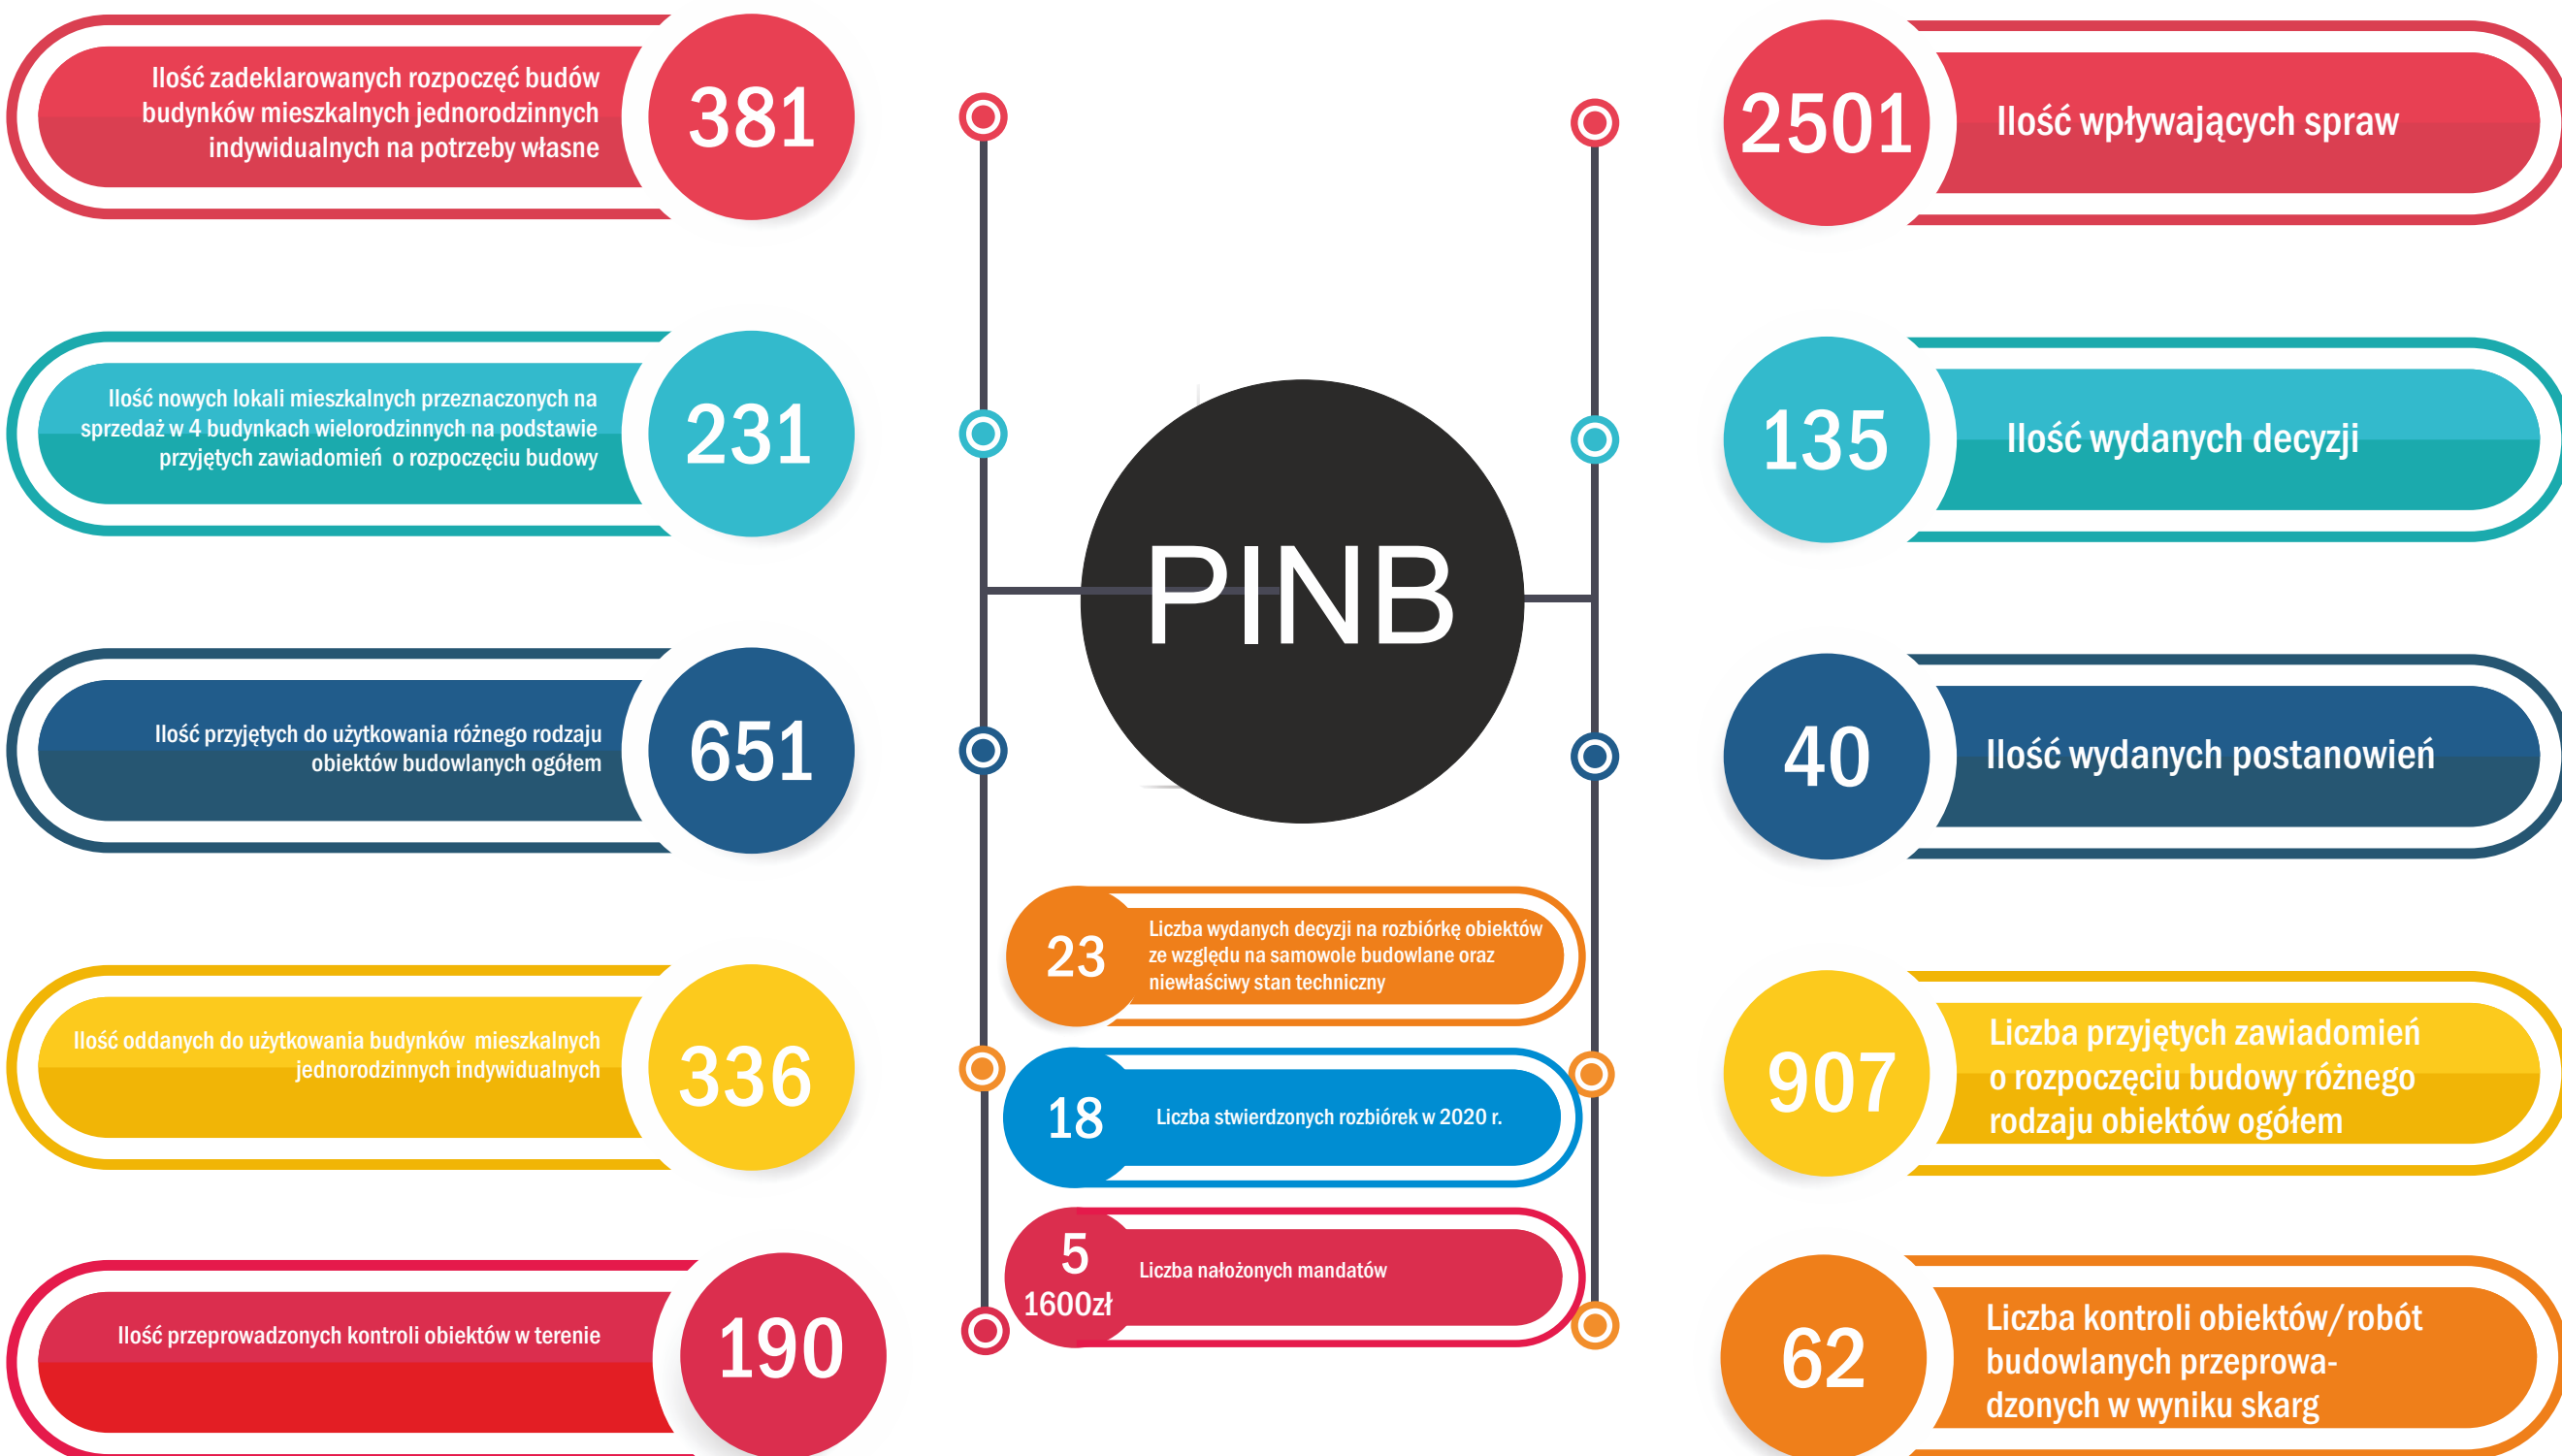 Ilość zadeklarowanych rozpoczęć budów
budynków mieszkalnych jednorodzinnych
indywidualnych na potrzeby własne
381
Ilość nowych lokali mieszkalnych przeznaczonych na
sprzedaż w 4 budynkach wielorodzinnych na podstawie
przyjętych zawiadomień o rozpoczęciu budowy
231
Ilość przyjętych do użytkowania różnego rodzaju
obiektów budowlanych ogółem
651
Ilość oddanych do użytkowania budynków mieszkalnych
jednorodzinnych indywidualnych
336
Ilość przeprowadzonych kontroli obiektów w terenie
190
PINB
23
Liczba wydanych decyzji na rozbiórkę obiektów
ze względu na samowole budowlane oraz
niewłaściwy stan techniczny
18
Liczba stwierdzonych rozbiórek w 2020 r.
5
1600zł
Liczba nałożonych mandatów
2501
Ilość wpływających spraw
135
Ilość wydanych decyzji
40
Ilość wydanych postanowień
907
Liczba przyjętych zawiadomień
o rozpoczęciu budowy różnego
rodzaju obiektów ogółem
62
Liczba kontroli obiektów/robót
budowlanych przeprowa-
dzonych w wyniku skarg